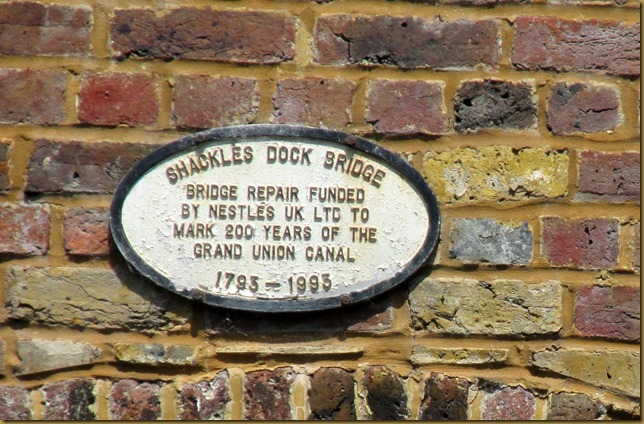 SHACKLES DOCK BRIDGE
BRIDGE REPAIR FUNDED
BY NESTLES UK LTD TO
MARK 200 YEARS OF THE
GRAND UNION CANAL
1793 - 1993